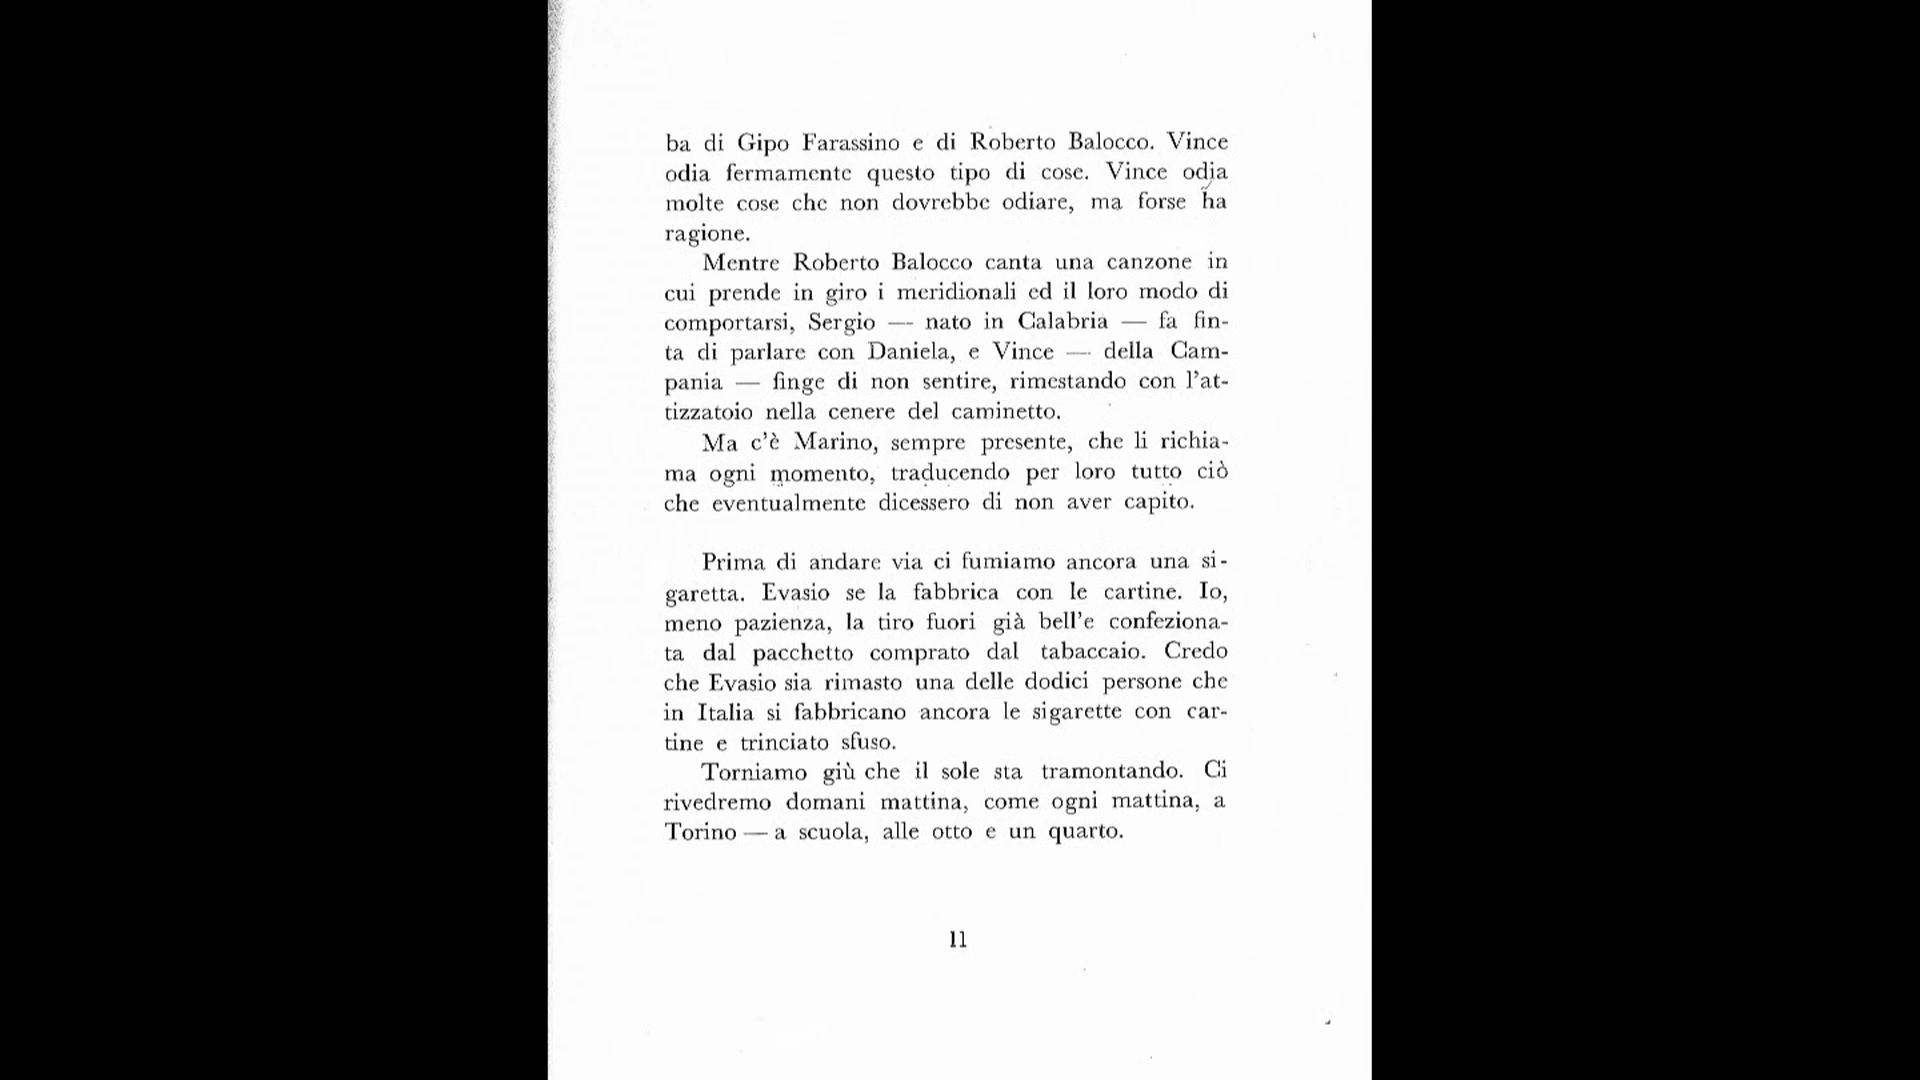 ba di Gipo Farassino e di Roberto Balocco. Vince
odia fermamente questo tipo di cose. Vince odia
molte cose che non dovrebbe odiare, ma forse ha
ragione.
Mentre Roberto Balocco canta una canzone in
cui prende in giro i meridionali ed il loro modo di
comportarsi, Sergio — nato in Calabria — fa fin-
ta di parlare con Daniela, e Vince — della Cam-
pania — finge di non sentire, rimestando con l'at-
tizzatoio nella cenere del caminetto.
Ma c'è Marino, sempre presente, che li richia-
ma ogni momento, traducendo per loro tutto ciò
che eventualmente dicessero di non aver capito.
Prima di andare via ci fumiamo ancora una si-
garetta. Evasio se la fabbrica con le cartine. Io,
meno pazienza, la tiro fuori già bell'e confeziona-
ta dal pacchetto comprato dal tabaccaio. Credo
che Evasio sia rimasto una delle dodici persone che
in Italia si fabbricano ancora le sigarette con car-
tine e trinciato sfuso.
Torniamo giù che il sole sta tramontando. Ci
rivedremo domani mattina, come ogni mattina, a
Torino — a scuola, alle otto e un quarto.
11